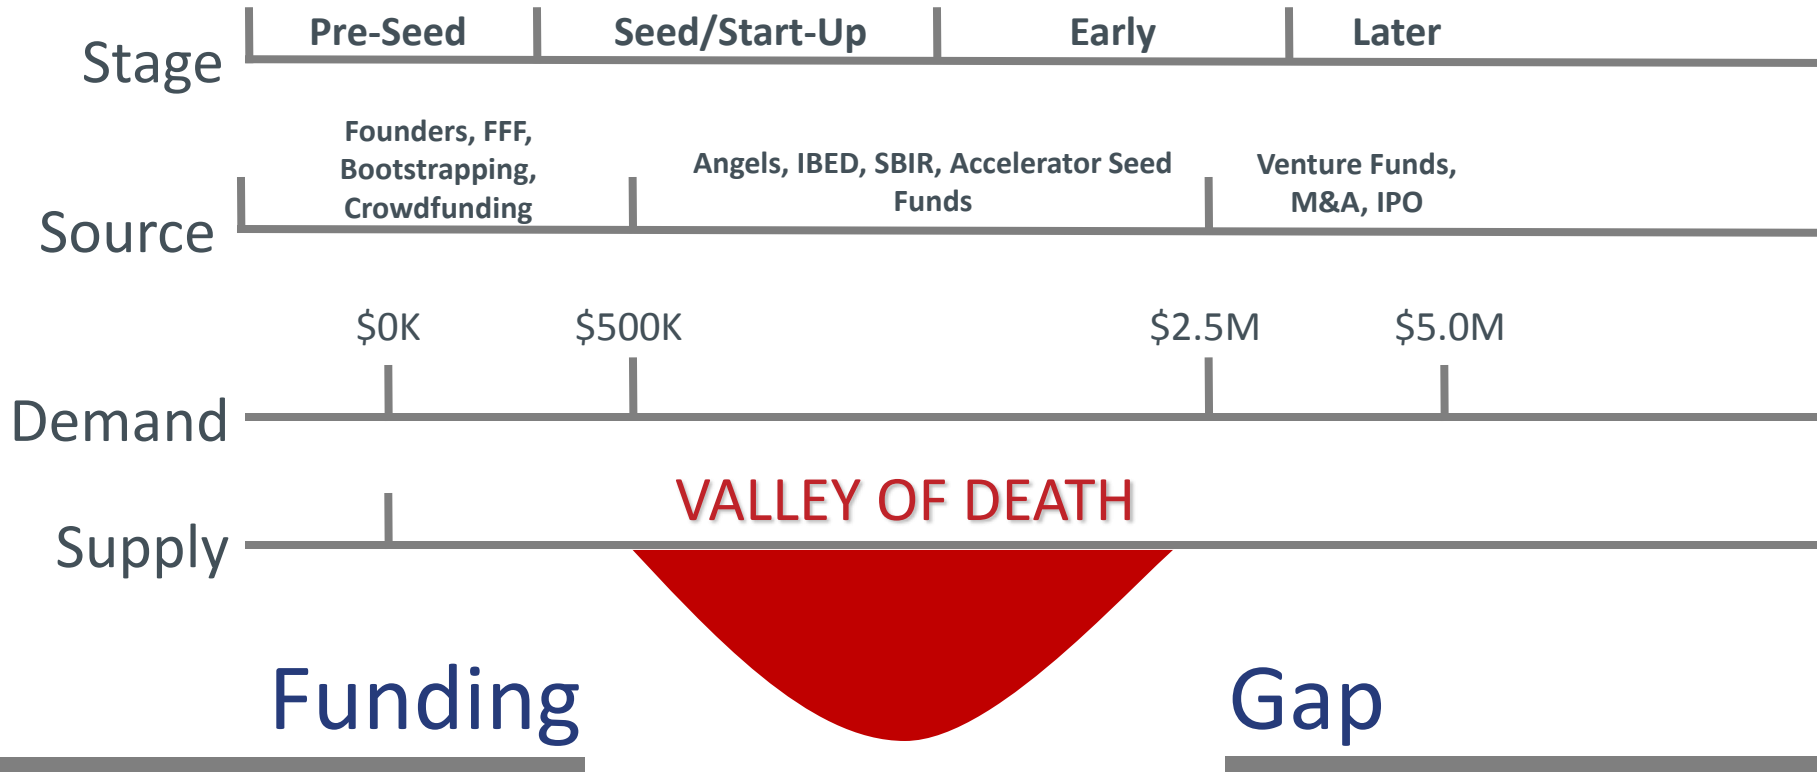 Stage
Pre-Seed
Seed/Start-Up
Early
Later
Source
Founders, FFF,
Bootstrapping,
Crowdfunding
Angels, IBED, SBIR, Accelerator Seed
Funds
Venture Funds,
M&A, IPO
Demand
$0K
$500K
$2.5M
$5.0M
Supply
VALLEY OF DEATH
Funding
Gap